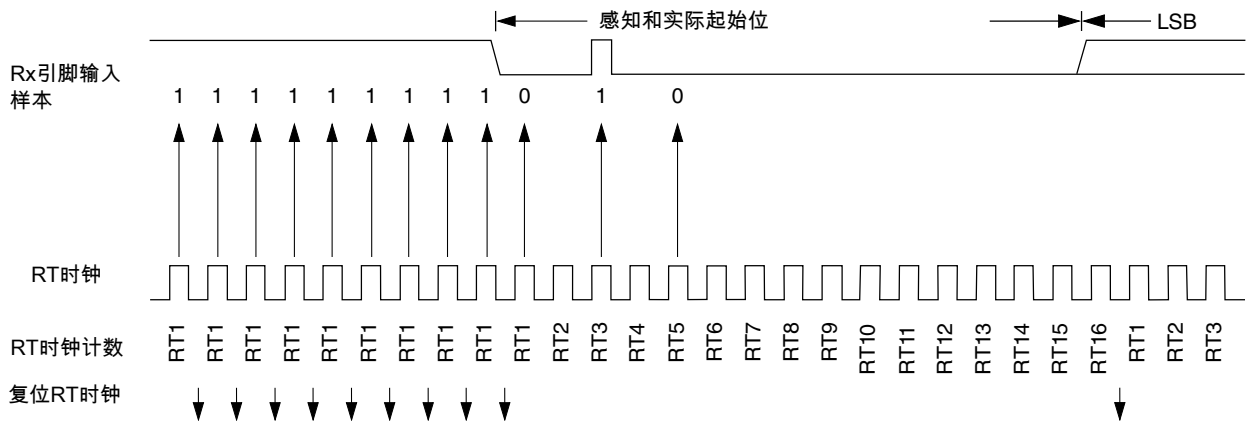 感知和实际起始位
LSB
Rx引脚输入
样本
1 1 1 1 1 1 1 1 1 0 1 0
RT时钟
RT时钟计数
RT1 RT1 RT1 RT1 RT1 RT1 RT1 RT1 RT1 RT1 RT2 RT3 RT4 RT5 RT6 RT7 RT8 RT9 RT10 RT11 RT12 RT13 RT14 RT15 RT16 RT1 RT2 RT3
复位RT时钟